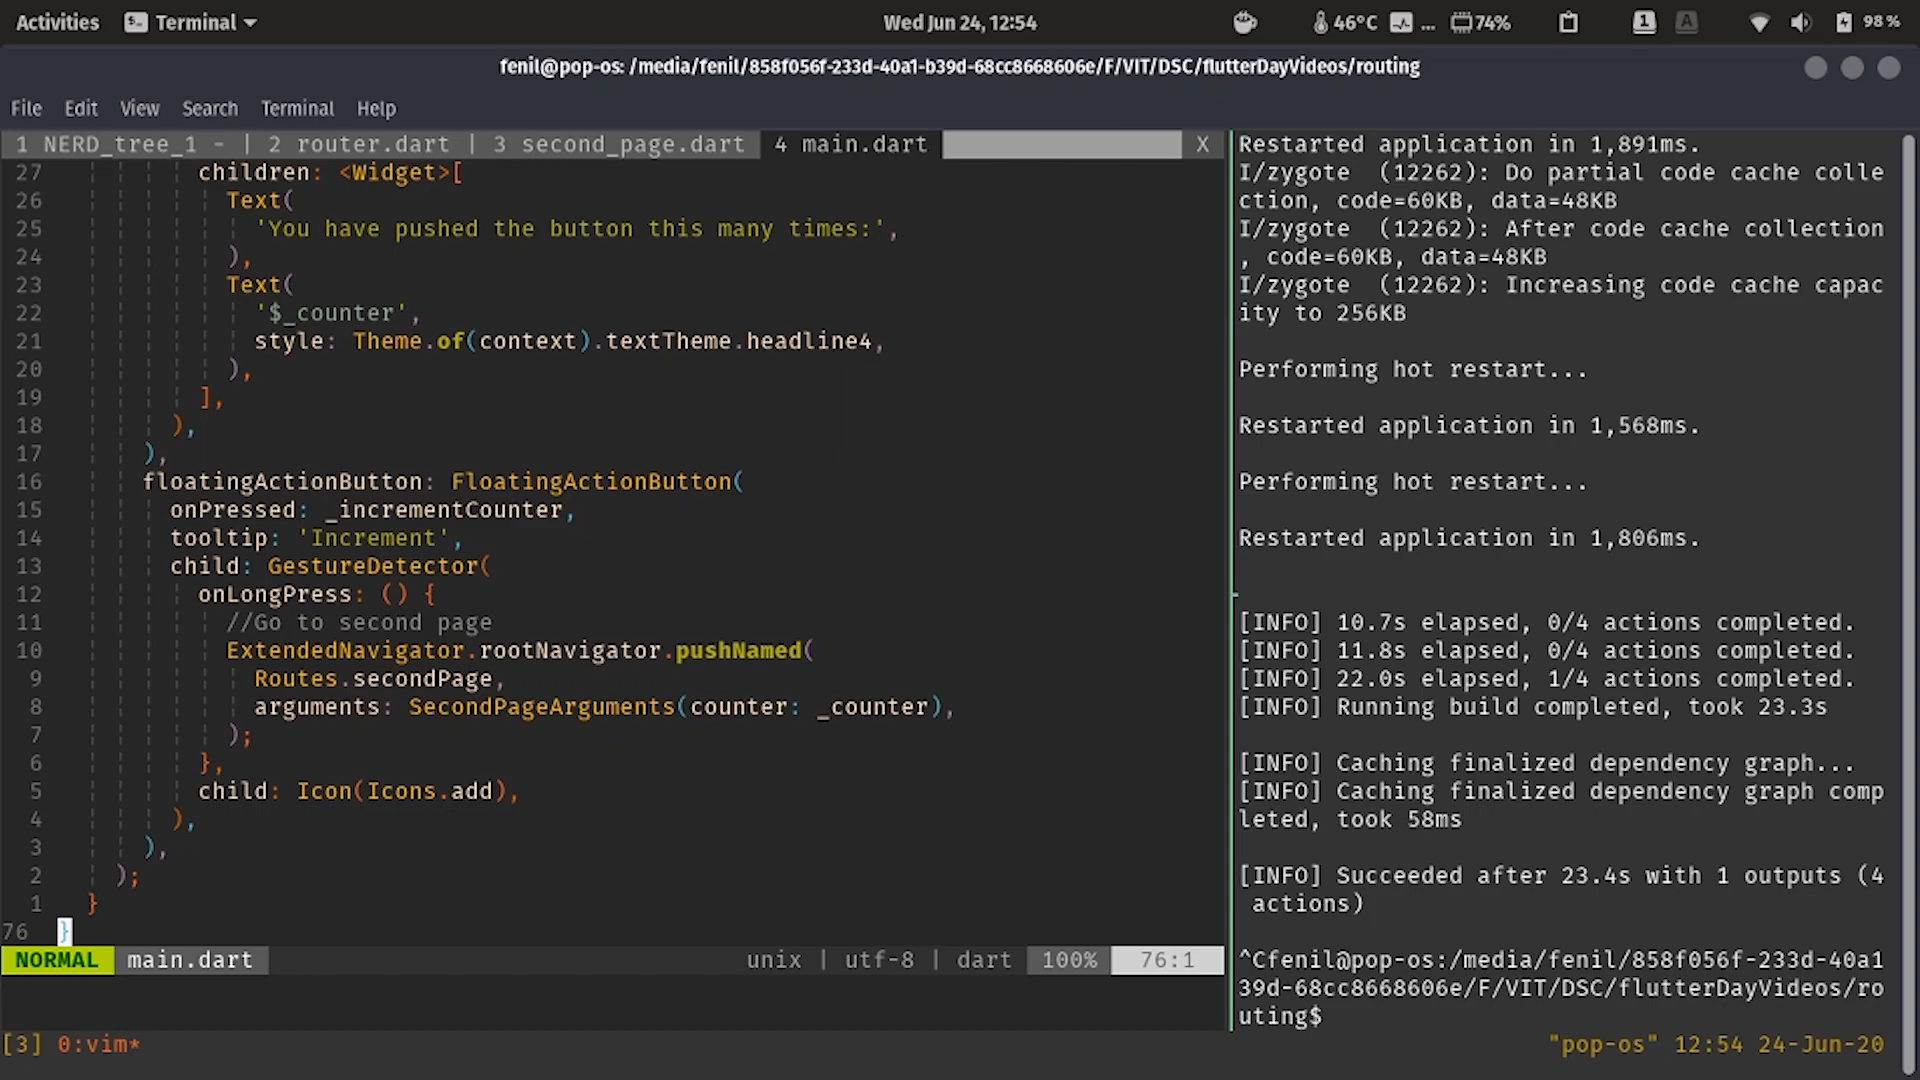 Activities Terminal Wed Jun 24, 12:54 46°C ... 74% 1 A 98 %
fenil@pop-os: /media/fenil/858f056f-233d-40a1-b39d-68cc8668606e/F/VIT/DSC/flutterDayVideos/routing
File Edit View Search Terminal Help
1 NERD_tree_1 - | 2 router.dart | 3 second_page.dart 4 main.dart X
27 children: <Widget>[
26 Text(
25 'You have pushed the button this many times:',
24 ),
23 Text(
22 '$_counter',
21 style: Theme.of(context).textTheme.headline4,
20 ),
19 ],
18 ),
17 ),
16 floatingActionButton: FloatingActionButton(
15 onPressed: _incrementCounter,
14 tooltip: 'Increment',
13 child: GestureDetector(
12 onLongPress: () {
11 //Go to second page
10 ExtendedNavigator.rootNavigator.pushNamed(
9 Routes.secondPage,
8 arguments: SecondPageArguments(counter: _counter),
7 );
6 },
5 child: Icon(Icons.add),
4 ),
3 ),
2 );
1 }
76 }
NORMAL main.dart unix | utf-8 | dart 100% 76:1
Restarted application in 1,891ms.
I/zygote (12262): Do partial code cache colle
ction, code=60KB, data=48KB
I/zygote (12262): After code cache collection
, code=60KB, data=48KB
I/zygote (12262): Increasing code cache capac
ity to 256KB
Performing hot restart...
Restarted application in 1,568ms.
Performing hot restart...
Restarted application in 1,806ms.
[INFO] 10.7s elapsed, 0/4 actions completed.
[INFO] 11.8s elapsed, 0/4 actions completed.
[INFO] 22.0s elapsed, 1/4 actions completed.
[INFO] Running build completed, took 23.3s
[INFO] Caching finalized dependency graph...
[INFO] Caching finalized dependency graph comp
leted, took 58ms
[INFO] Succeeded after 23.4s with 1 outputs (4
actions)
^Cfenil@pop-os:/media/fenil/858f056f-233d-40a1
39d-68cc8668606e/F/VIT/DSC/flutterDayVideos/ro
uting$
[3] 0:vim* "pop-os" 12:54 24-Jun-20